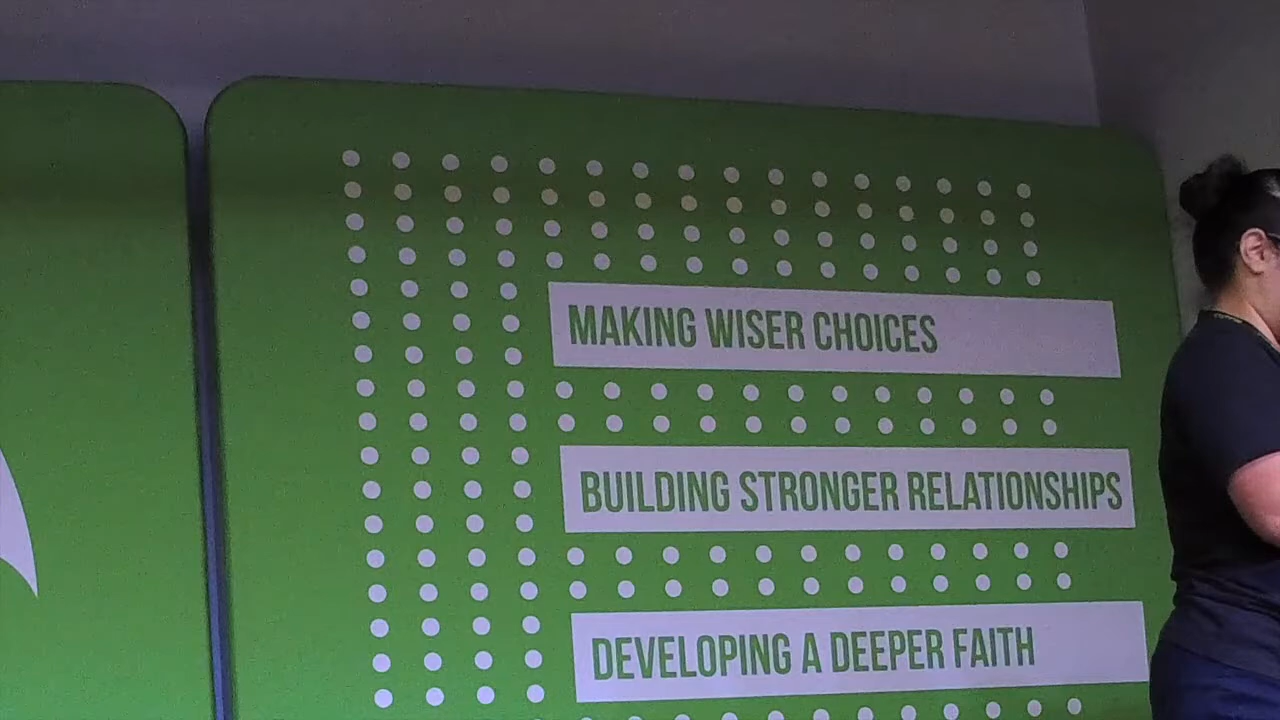 MAKING WISER CHOICES
BUILDING STRONGER RELATIONSHIPS
DEVELOPING A DEEPER FAITH